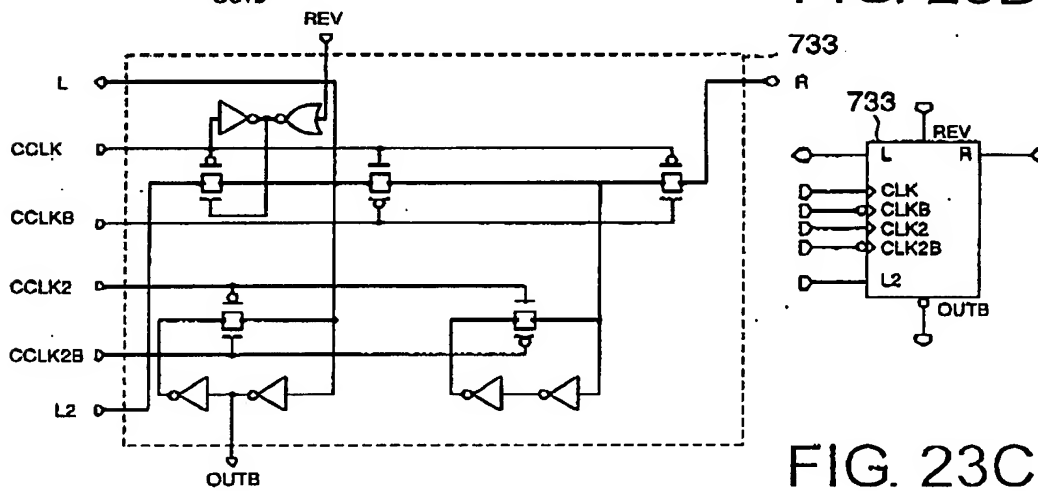 REV
733
L
R
CCLK
CCLKB
CCLK2
CCLK2B
L2
OUTB
733
REV
L
R
CLK
CLKB
CLK2
CLK2B
L2
OUTB
FIG. 23C